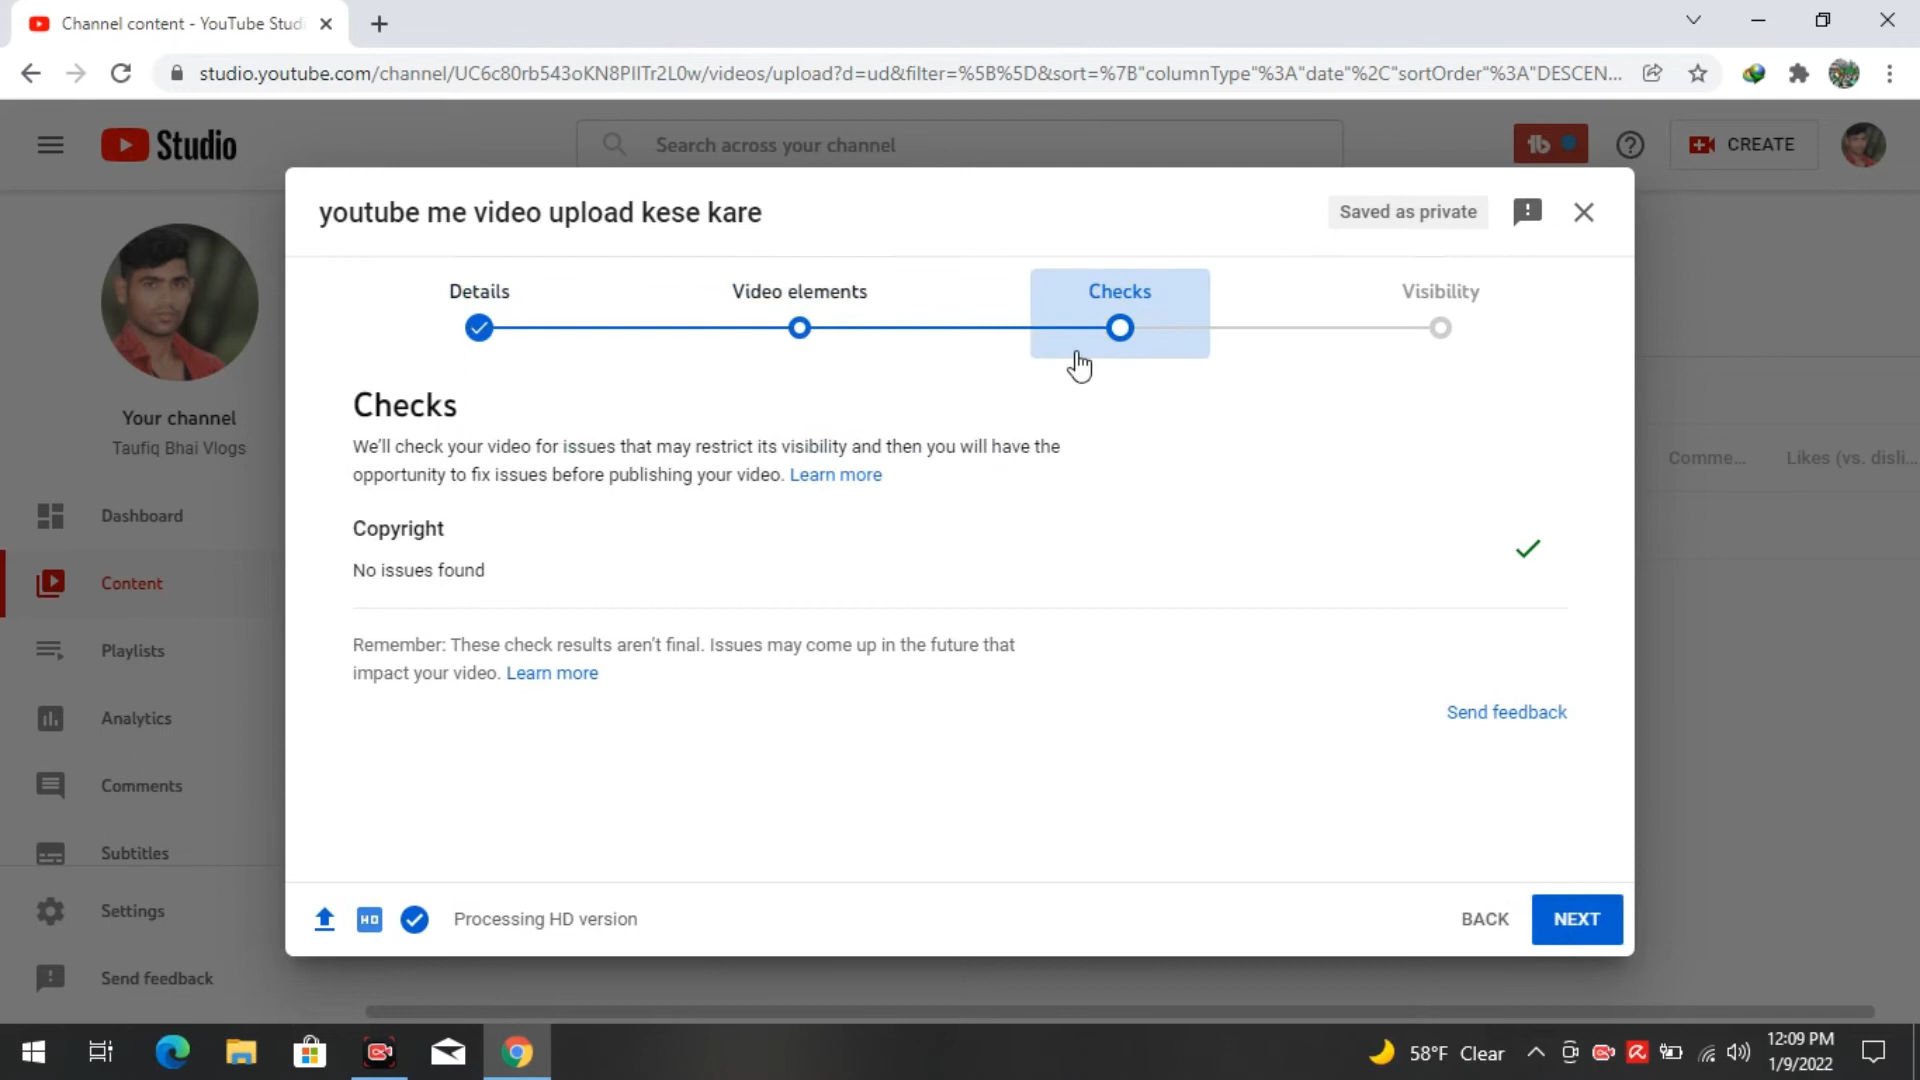 Channel content - YouTube Stud
studio.youtube.com/channel/UC6c80rb543oKN8PIITr2L0w/videos/upload?d=ud&filter=%5B%5D&sort=%7B"columnType"%3A"date"%2C"sortOrder"%3A"DESCEN...
Studio
Search across your channel
CREATE
youtube me video upload kese kare
Saved as private
Details
Video elements
Checks
Visibility
Checks
We'll check your video for issues that may restrict its visibility and then you will have the
opportunity to fix issues before publishing your video. Learn more
Copyright
No issues found
Remember: These check results aren't final. Issues may come up in the future that
impact your video. Learn more
Send feedback
HD
Processing HD version
BACK
NEXT
Your channel
Taufiq Bhai Vlogs
Dashboard
Content
Playlists
Analytics
Comments
Subtitles
Settings
Send feedback
Comme...
Likes (vs. disli...
58°F Clear
12:09 PM
1/9/2022